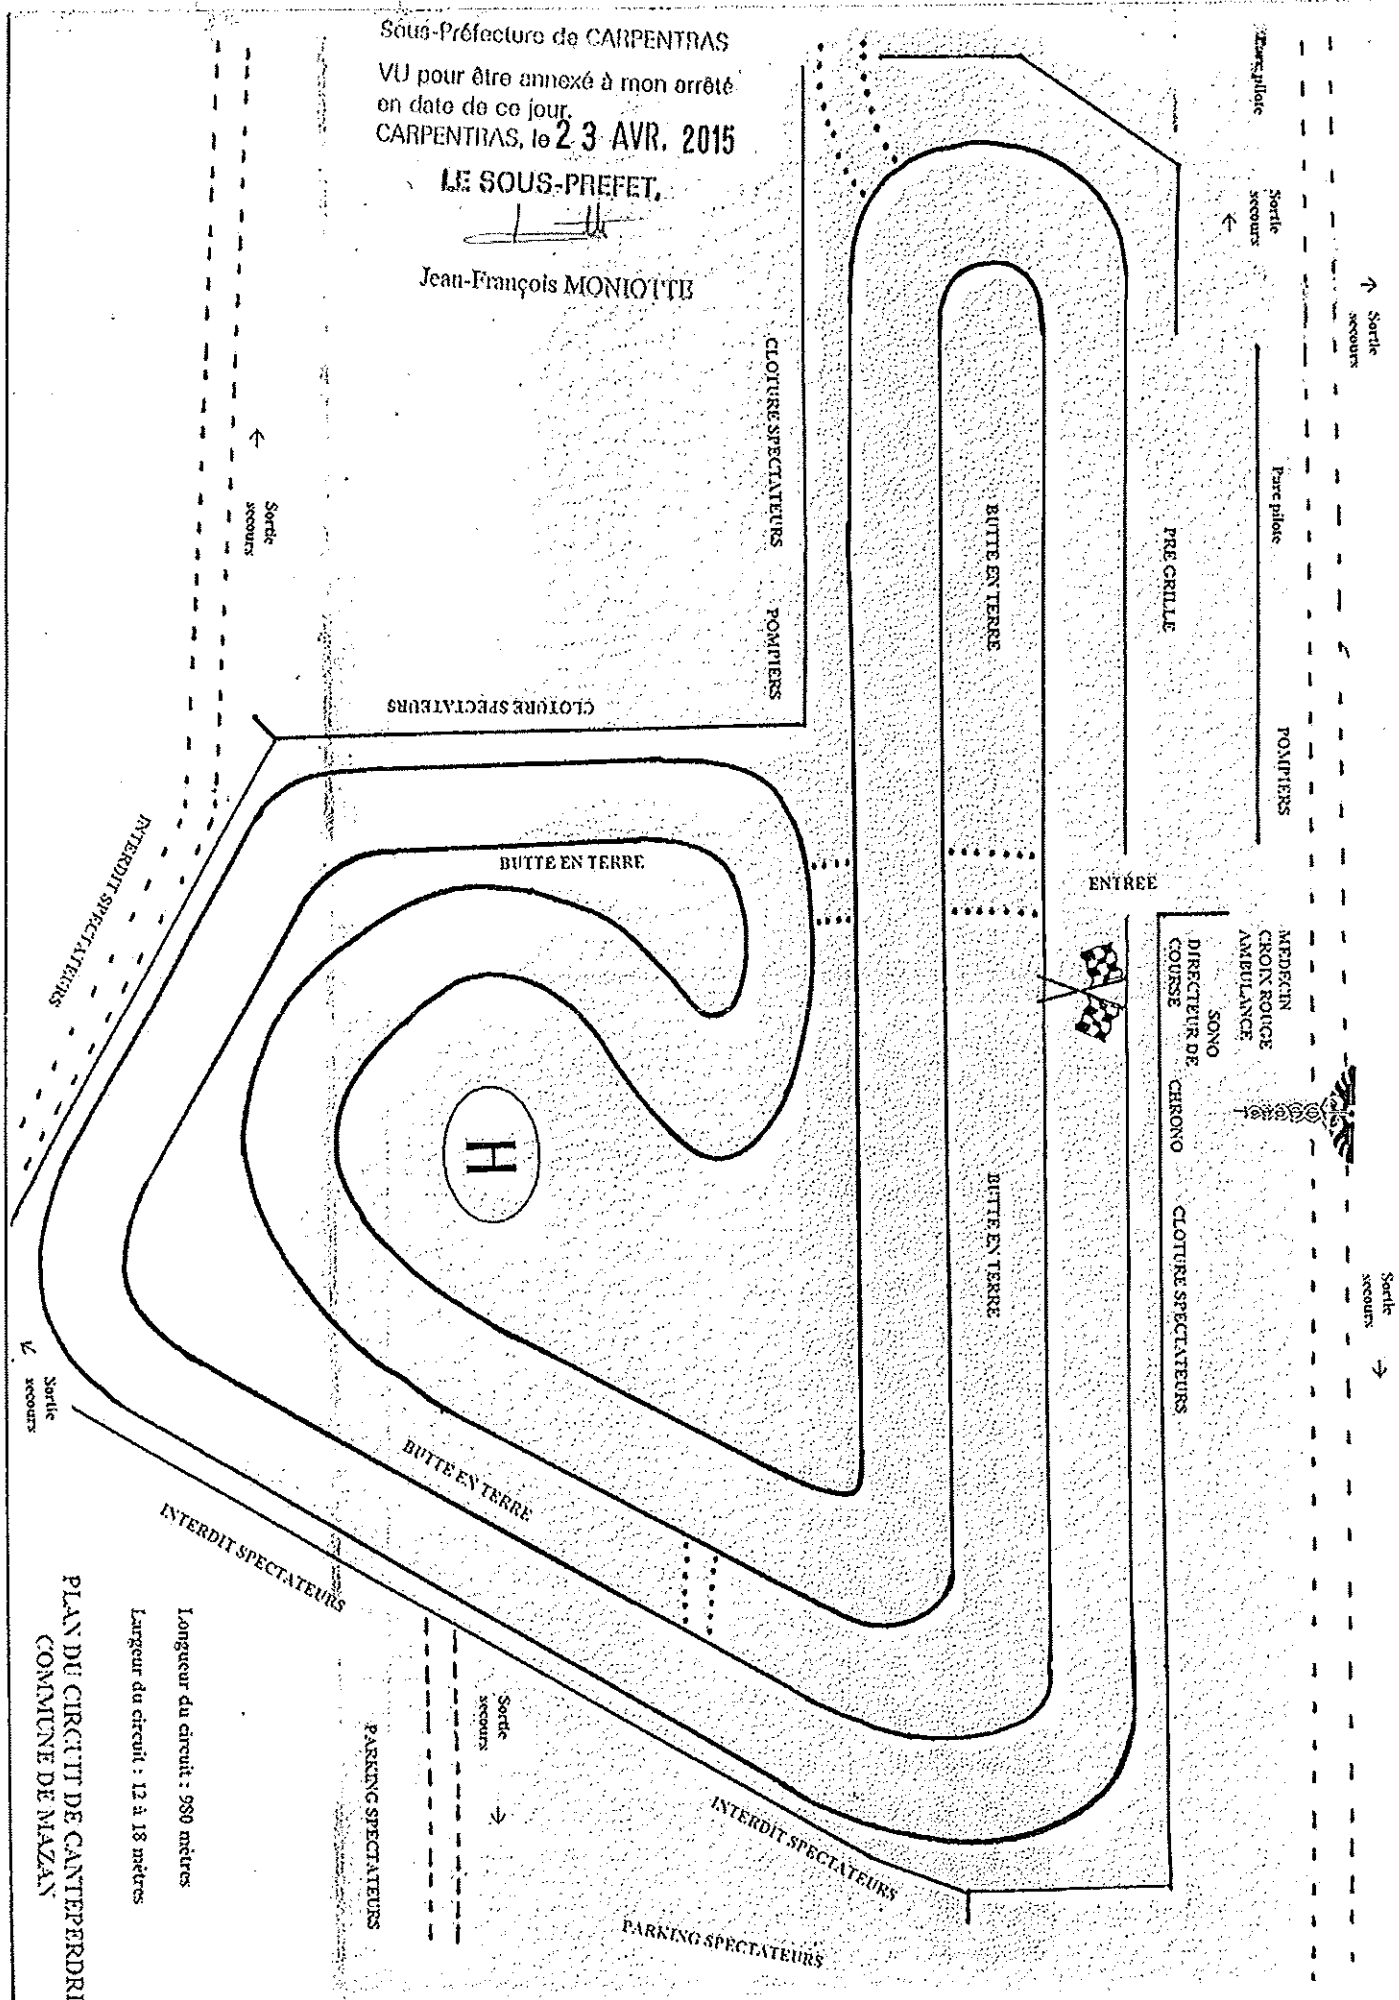 Sous-Préfecture de CARPENTRAS
VU pour être annexé à mon arrêté
en date de ce jour.
CARPENTRAS, le 23 AVR. 2015
LE SOUS-PREFET,
Jean-François MONIOTTE
Parc pilote
Sortie
secours
Sortie
secours
Parc pilote
POMPIERS
PRE GRILLE
CLOTURE SPECTATEURS
POMPIERS
BUTTE EN TERRE
CLOTURE SPECTATEURS
Sortie
secours
INTERDIT SPECTATEURS
BUTTE EN TERRE
ENTREE
MEDECIN
CROIX ROUGE
AMBULANCE
SONO
DIRECTEUR DE
COURSE
CHRONO
CLOTURE SPECTATEURS
Sortie
secours
H
BUTTE EN TERRE
BUTTE EN TERRE
Sortie
secours
INTERDIT SPECTATEURS
Sortie
secours
PARKING SPECTATEURS
INTERDIT SPECTATEURS
PARKING SPECTATEURS
Longueur du circuit : 980 mètres
Largeur du circuit : 12 à 18 mètres
PLAN DU CIRCUIT DE CANTEPERDRI
COMMUNE DE MAZAN